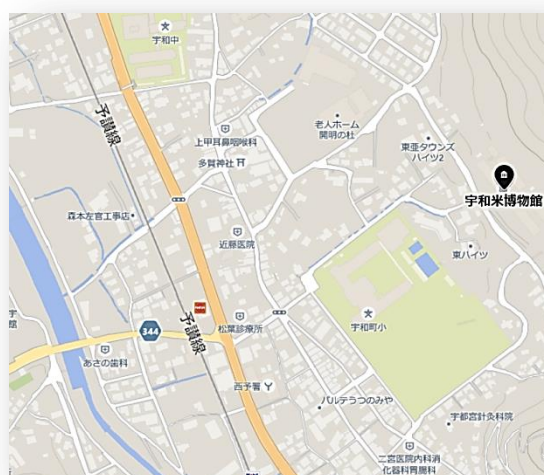 宇和中
予讃線
上甲耳鼻咽喉科
多賀神社
老人ホーム
開明の杜
東亜タウンズ
ハイツ2
宇和米博物館
森本左官工事店
近藤医院
東ハイツ
宇和町小
344
松葉診療所
予讃線
あさの歯科
西予署
パルテうつのみや
宇都宮針灸科院
二宮医院内科消
化器科胃腸科